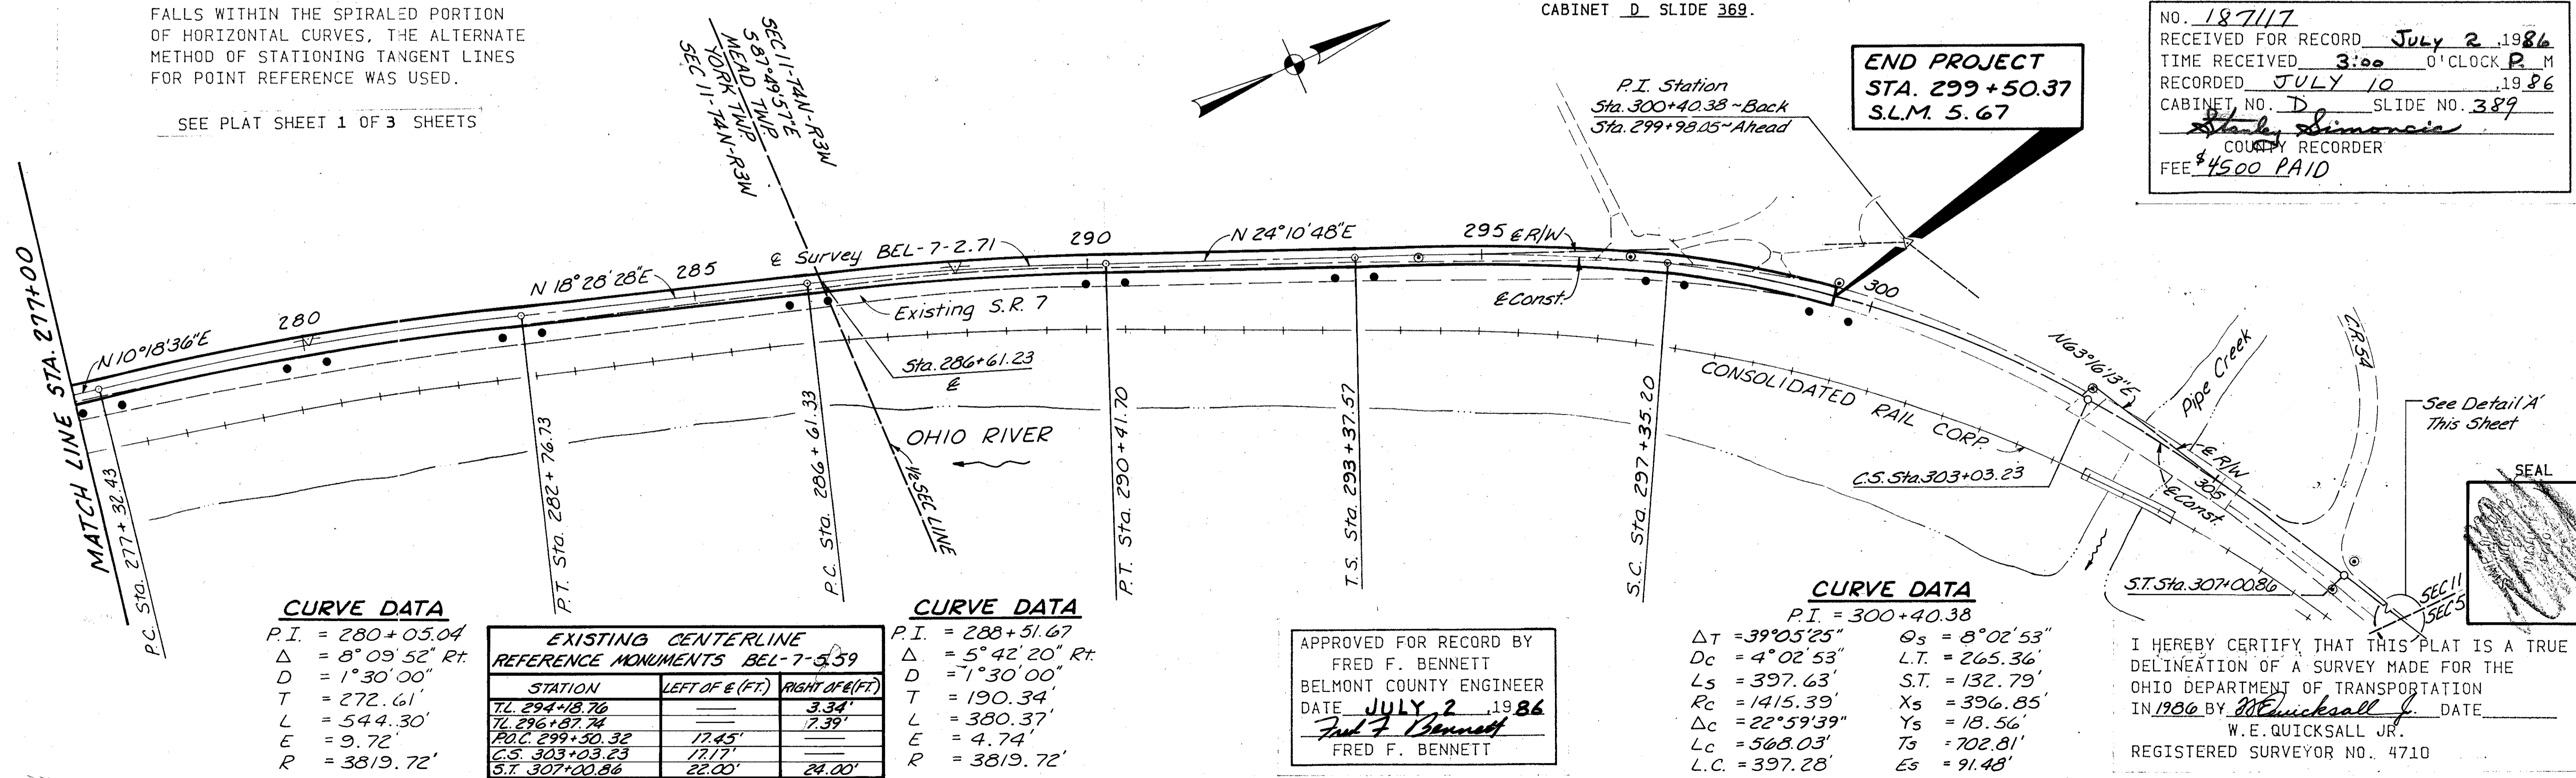 FALLS WITHIN THE SPIRALED PORTION
OF HORIZONTAL CURVES, THE ALTERNATE
METHOD OF STATIONING TANGENT LINES
FOR POINT REFERENCE WAS USED.
SEE PLAT SHEET 1 OF 3 SHEETS
SEC 11-T4N-R3W
S 87°49'57"E
MEAD TWP.
YORK TWP.
SEC 11-T4N-R3W
CABINET D SLIDE 369.
P.I. Station
Sta. 300+40.38~Back
Sta. 299+98.05~Ahead
END PROJECT
STA. 299+50.37
S.L.M. 5.67
NO. 187117
RECEIVED FOR RECORD JULY 2 ,1986
TIME RECEIVED 3:00 O'CLOCK P. M
RECORDED JULY 10 ,1986
CABINET NO. D SLIDE NO. 389
Stanley Simoncic
COUNTY RECORDER
FEE $4500 PAID
MATCH LINE STA. 277+00
N 10°18'36"E
280
N 18°28'28"E
285
℄ Survey BEL-7-2.71
290
N 24°10'48"E
295
℄ R/W
℄ Const.
300
Existing S.R. 7
Sta. 286+61.23
℄
OHIO RIVER
½ SEC LINE
CONSOLIDATED RAIL CORP.
N63°16'13"E
Pipe Creek
C.R. 54
See Detail 'A'
This Sheet
C.S. Sta. 303+03.23
℄ R/W
305
℄ Const.
S.T. Sta. 307+00.86
SEC 11
SEC 5
SEAL
P.C. Sta. 277+32.43
P.T. Sta. 282+76.73
P.C. Sta. 286+61.33
P.T. Sta. 290+41.70
T.S. Sta. 293+37.57
S.C. Sta. 297+35.20
CURVE DATA
P.I. = 280+05.04
Δ = 8°09'52" Rt.
D = 1°30'00"
T = 272.61'
L = 544.30'
E = 9.72'
R = 3819.72'
EXISTING CENTERLINE
REFERENCE MONUMENTS BEL-7-5.59
STATION LEFT OF ℄ (FT.) RIGHT OF ℄ (FT)
T.L. 294+18.76 — 3.34'
T.L. 296+87.74 — 7.39'
P.O.C. 299+50.32 17.45' —
C.S. 303+03.23 17.17' —
S.T. 307+00.86 22.00' 24.00'
CURVE DATA
P.I. = 288+51.67
Δ = 5°42'20" Rt.
D = 1°30'00"
T = 190.34'
L = 380.37'
E = 4.74'
R = 3819.72'
APPROVED FOR RECORD BY
FRED F. BENNETT
BELMONT COUNTY ENGINEER
DATE JULY 2 ,1986
Fred F Bennett
FRED F. BENNETT
CURVE DATA
P.I. = 300+40.38
ΔT = 39°05'25" Θs = 8°02'53"
Dc = 4°02'53" L.T. = 265.36'
Ls = 397.63' S.T. = 132.79'
Rc = 1415.39' Xs = 396.85'
Δc = 22°59'39" Ys = 18.56'
Lc = 568.03' Ts = 702.81'
L.C. = 397.28' Es = 91.48'
I HEREBY CERTIFY THAT THIS PLAT IS A TRUE
DELINEATION OF A SURVEY MADE FOR THE
OHIO DEPARTMENT OF TRANSPORTATION
IN 1986 BY W E Quicksall Jr. DATE
W.E. QUICKSALL JR.
REGISTERED SURVEYOR NO. 4710